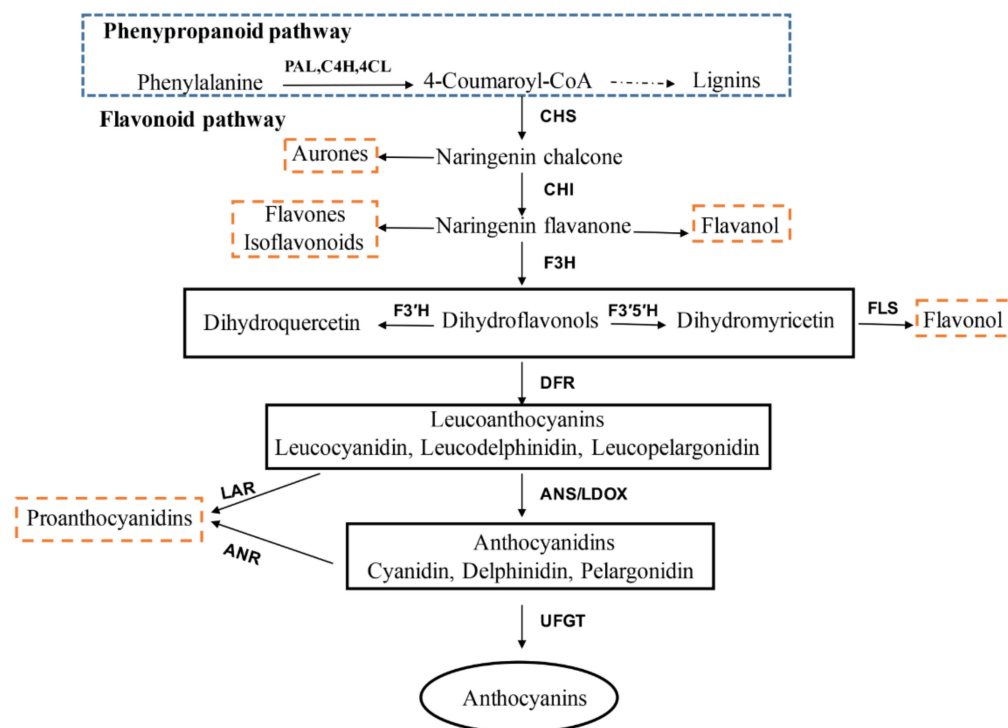 Phenypropanoid pathway
PAL,C4H,4CL
Phenylalanine
4-Coumaroyl-CoA
Lignins
Flavonoid pathway
CHS
Aurones
Naringenin chalcone
CHI
Flavones
Isoflavonoids
Naringenin flavanone
Flavanol
F3H
Dihydroquercetin
F3′H
Dihydroflavonols
F3′5′H
Dihydromyricetin
FLS
Flavonol
DFR
Leucoanthocyanins
Leucocyanidin, Leucodelphinidin, Leucopelargonidin
LAR
ANS/LDOX
Proanthocyanidins
ANR
Anthocyanidins
Cyanidin, Delphinidin, Pelargonidin
UFGT
Anthocyanins